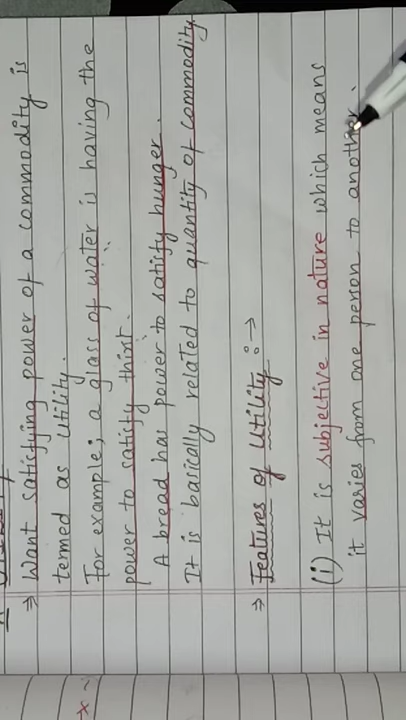 ⇒ Want satisfying power of a commodity is
termed as utility.
For example; a glass of water is having the
power to satisfy thirst.
A bread has power to satisfy hunger.
It is basically related to quantity of commodity
⇒ Features of Utility :→
(i) It is subjective in nature which means
it varies from one person to another.